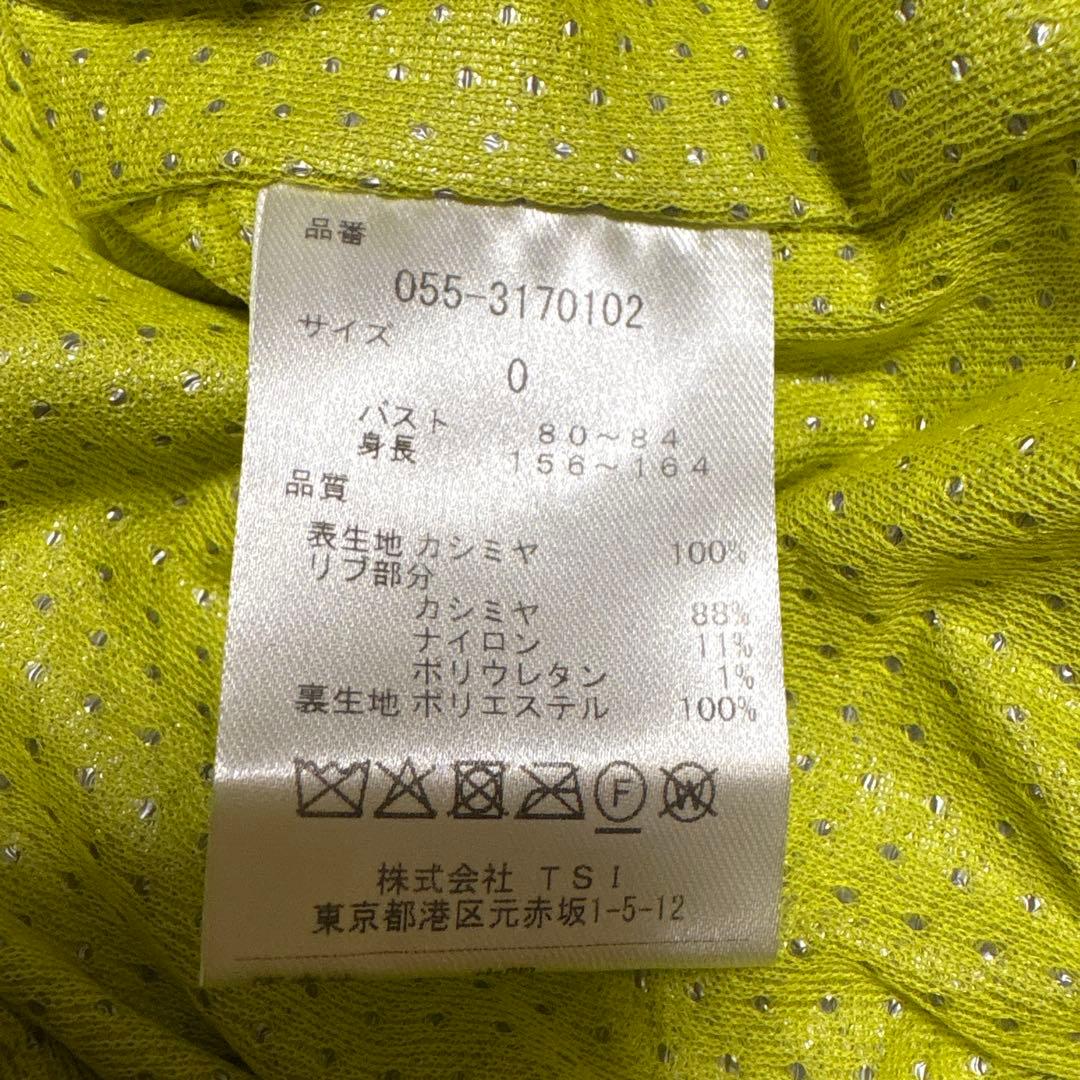 品番
055-3170102
サイズ
0
バスト 80~84
身長 156~164
品質
表生地 カシミヤ 100%
リブ部分
カシミヤ 88%
ナイロン 11%
ポリウレタン 1%
裏生地 ポリエステル 100%
F W
株式会社 TSI
東京都港区元赤坂1-5-12